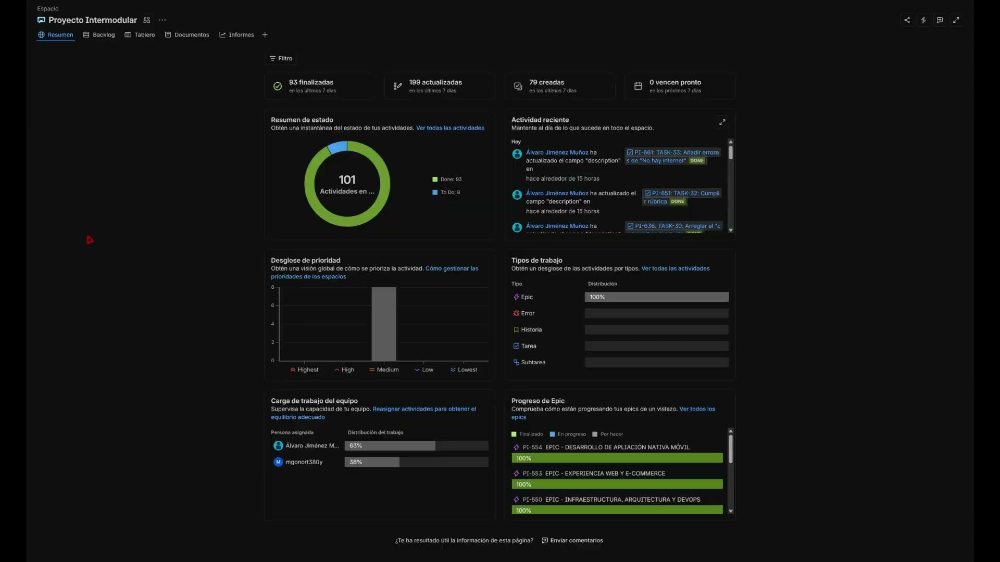 Espacio
Proyecto Intermodular
Resumen Backlog Tablero Documentos Informes
Filtro
93 finalizadas
en los últimos 7 días
199 actualizadas
en los últimos 7 días
79 creadas
en los últimos 7 días
0 vencen pronto
en los próximos 7 días
Resumen de estado
Obtén una instantánea del estado de tus actividades. Ver todas las actividades
101
Actividades en ...
Done: 93
To Do: 8
Actividad reciente
Mantente al día de lo que sucede en todo el espacio.
Hoy
Álvaro Jiménez Muñoz ha
actualizado el campo "description"
en
PI-661: TASK-33: Añadir errore
s de "No hay internet" DONE
hace alrededor de 15 horas
Álvaro Jiménez Muñoz ha actualizado el
campo "description" en
PI-651: TASK-32: Cumpli
r rúbrica DONE
hace alrededor de 15 horas
Álvaro Jiménez Muñoz ha
PI-636: TASK-30: Arreglar el "c
Desglose de prioridad
Obtén una visión global de cómo se prioriza la actividad. Cómo gestionar las
prioridades de los espacios
8
6
4
2
0
Highest High Medium Low Lowest
Tipos de trabajo
Obtén un desglose de las actividades por tipos. Ver todas las actividades
Tipo Distribución
Epic 100%
Error
Historia
Tarea
Subtarea
Carga de trabajo del equipo
Supervisa la capacidad de tu equipo. Reasignar actividades para obtener el
equilibrio adecuado
Persona asignada Distribución del trabajo
Álvaro Jiménez M... 63%
M mgonort380y 38%
Progreso de Epic
Comprueba cómo están progresando tus epics de un vistazo. Ver todos los
epics
Finalizado En progreso Por hacer
PI-554 EPIC - DESARROLLO DE APLIACIÓN NATIVA MÓVIL
100%
PI-553 EPIC - EXPERIENCIA WEB Y E-COMMERCE
100%
PI-550 EPIC - INFRAESTRUCTURA, ARQUITECTURA Y DEVOPS
100%
¿Te ha resultado útil la información de esta página? Enviar comentarios